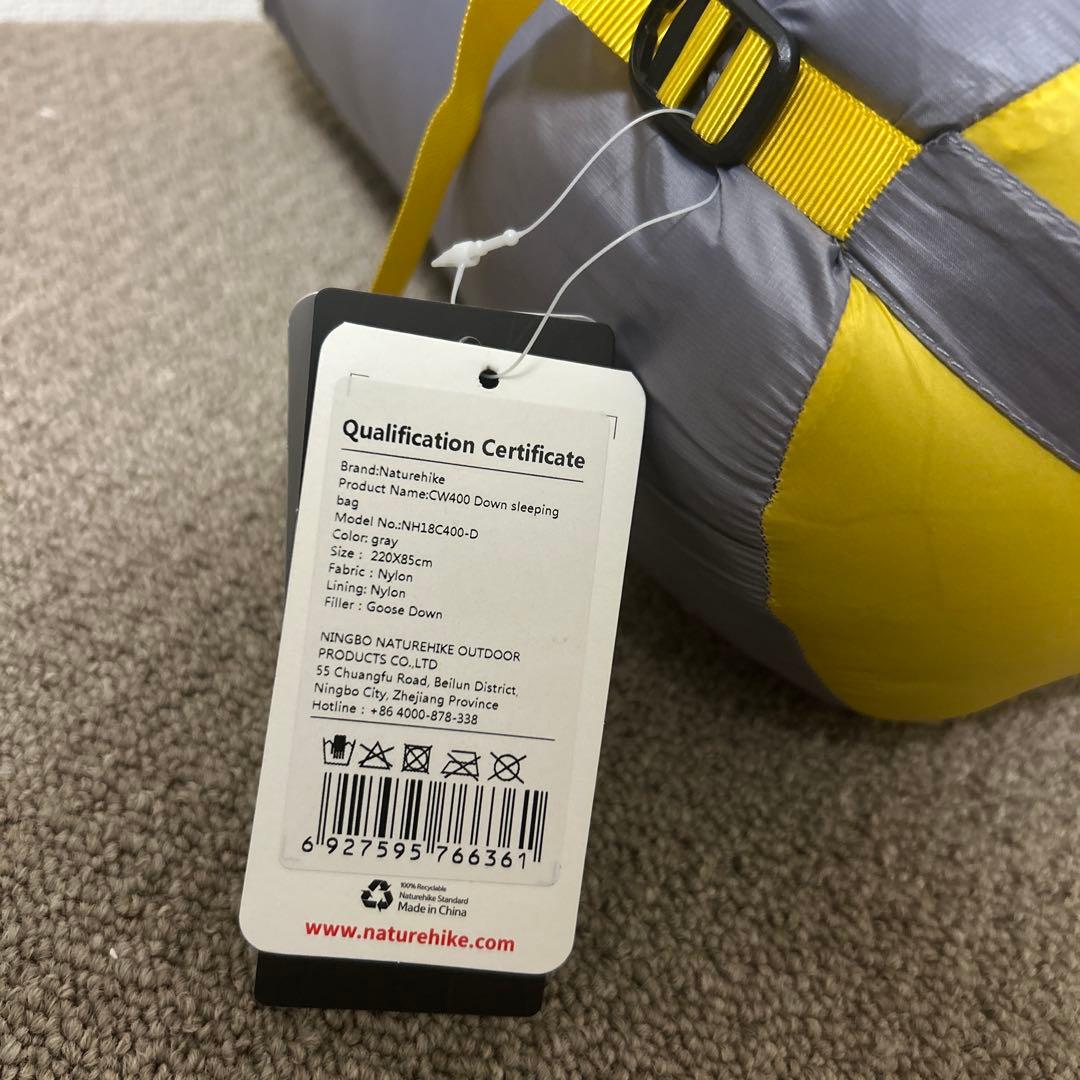 Qualification Certificate
Brand:Naturehike
Product Name:CW400 Down sleeping
bag
Model No.:NH18C400-D
Color: gray
Size : 220X85cm
Fabric : Nylon
Lining: Nylon
Filler : Goose Down
NINGBO NATUREHIKE OUTDOOR
PRODUCTS CO.,LTD
55 Chuangfu Road, Beilun District,
Ningbo City, Zhejiang Province
Hotline : +86 4000-878-338
6 927595 766361
100% Recyclable
Naturehike Standard
Made in China
www.naturehike.com